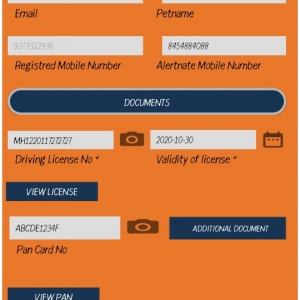 Email Petname
9373322936 8454884088
Registred Mobile Number Alertnate Mobile Number
DOCUMENTS
MH1220117272727 2020-10-30
Driving License No * Validity of license *
VIEW LICENSE
ABCDE1234F ADDITIONAL DOCUMENT
Pan Card No
VIEW PAN